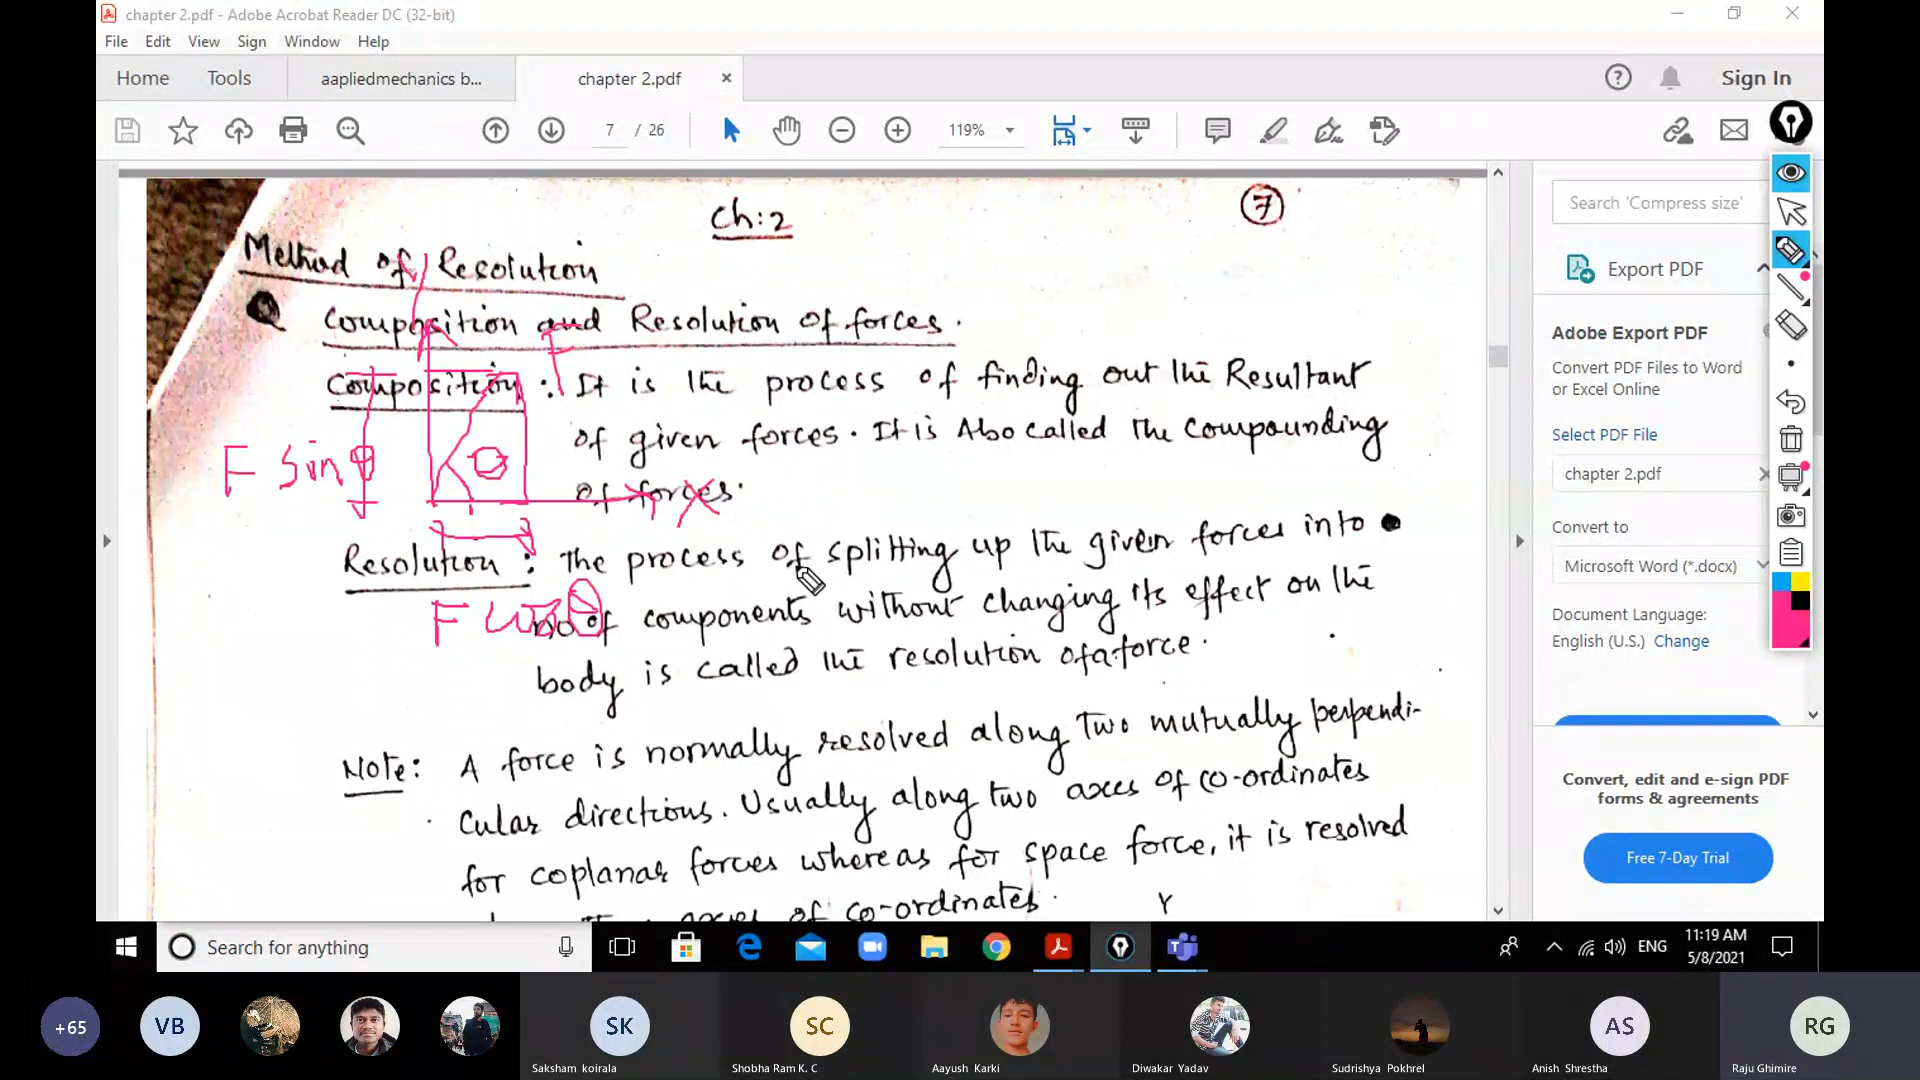 chapter 2.pdf - Adobe Acrobat Reader DC (32-bit)
File Edit View Sign Window Help
Home Tools aapliedmechanics b... chapter 2.pdf Sign In
7 / 26 119%
Ch:2
7
Method of Resolution
Composition and Resolution of forces.
Composition : It is the process of finding out the Resultant
of given forces. It is Also called the Compounding
of forces.
F
F Sin θ
θ
X
Resolution : The process of splitting up the given forces into
no of components without changing its effect on the
F cos θ
body is called the resolution of a force.
Note: A force is normally resolved along two mutually perpendi-
cular directions. Usually along two axes of co-ordinates
for coplanar forces whereas for space force, it is resolved
axes of co-ordinates.
Y
Search 'Compress size'
Export PDF
Adobe Export PDF
Convert PDF Files to Word
or Excel Online
Select PDF File
chapter 2.pdf
Convert to
Microsoft Word (*.docx)
Document Language:
English (U.S.) Change
Convert, edit and e-sign PDF
forms & agreements
Free 7-Day Trial
Search for anything
ENG
11:19 AM
5/8/2021
+65 VB SK SC AS RG
Saksham koirala Shobha Ram K. C Aayush Karki Diwakar Yadav Sudrishya Pokhrel Anish Shrestha Raju Ghimire